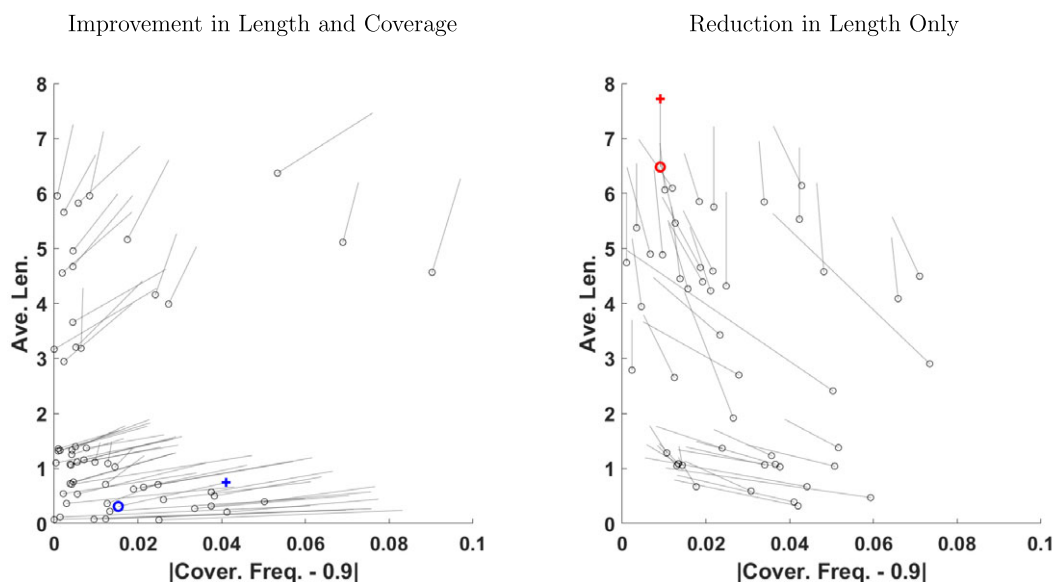 Improvement in Length and Coverage
8
7
6
5
4
3
2
1
0
Ave. Len.
0 0.02 0.04 0.06 0.08 0.1
|Cover. Freq. - 0.9|
Reduction in Length Only
8
7
6
5
4
3
2
1
0
Ave. Len.
0 0.02 0.04 0.06 0.08 0.1
|Cover. Freq. - 0.9|